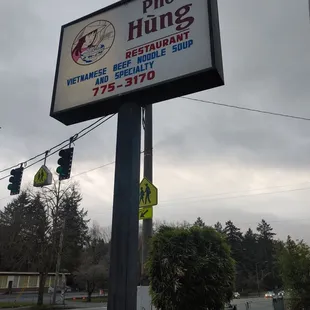 Phở
Hùng
RESTAURANT
VIETNAMESE BEEF NOODLE SOUP
AND SPECIALTY
775-3170